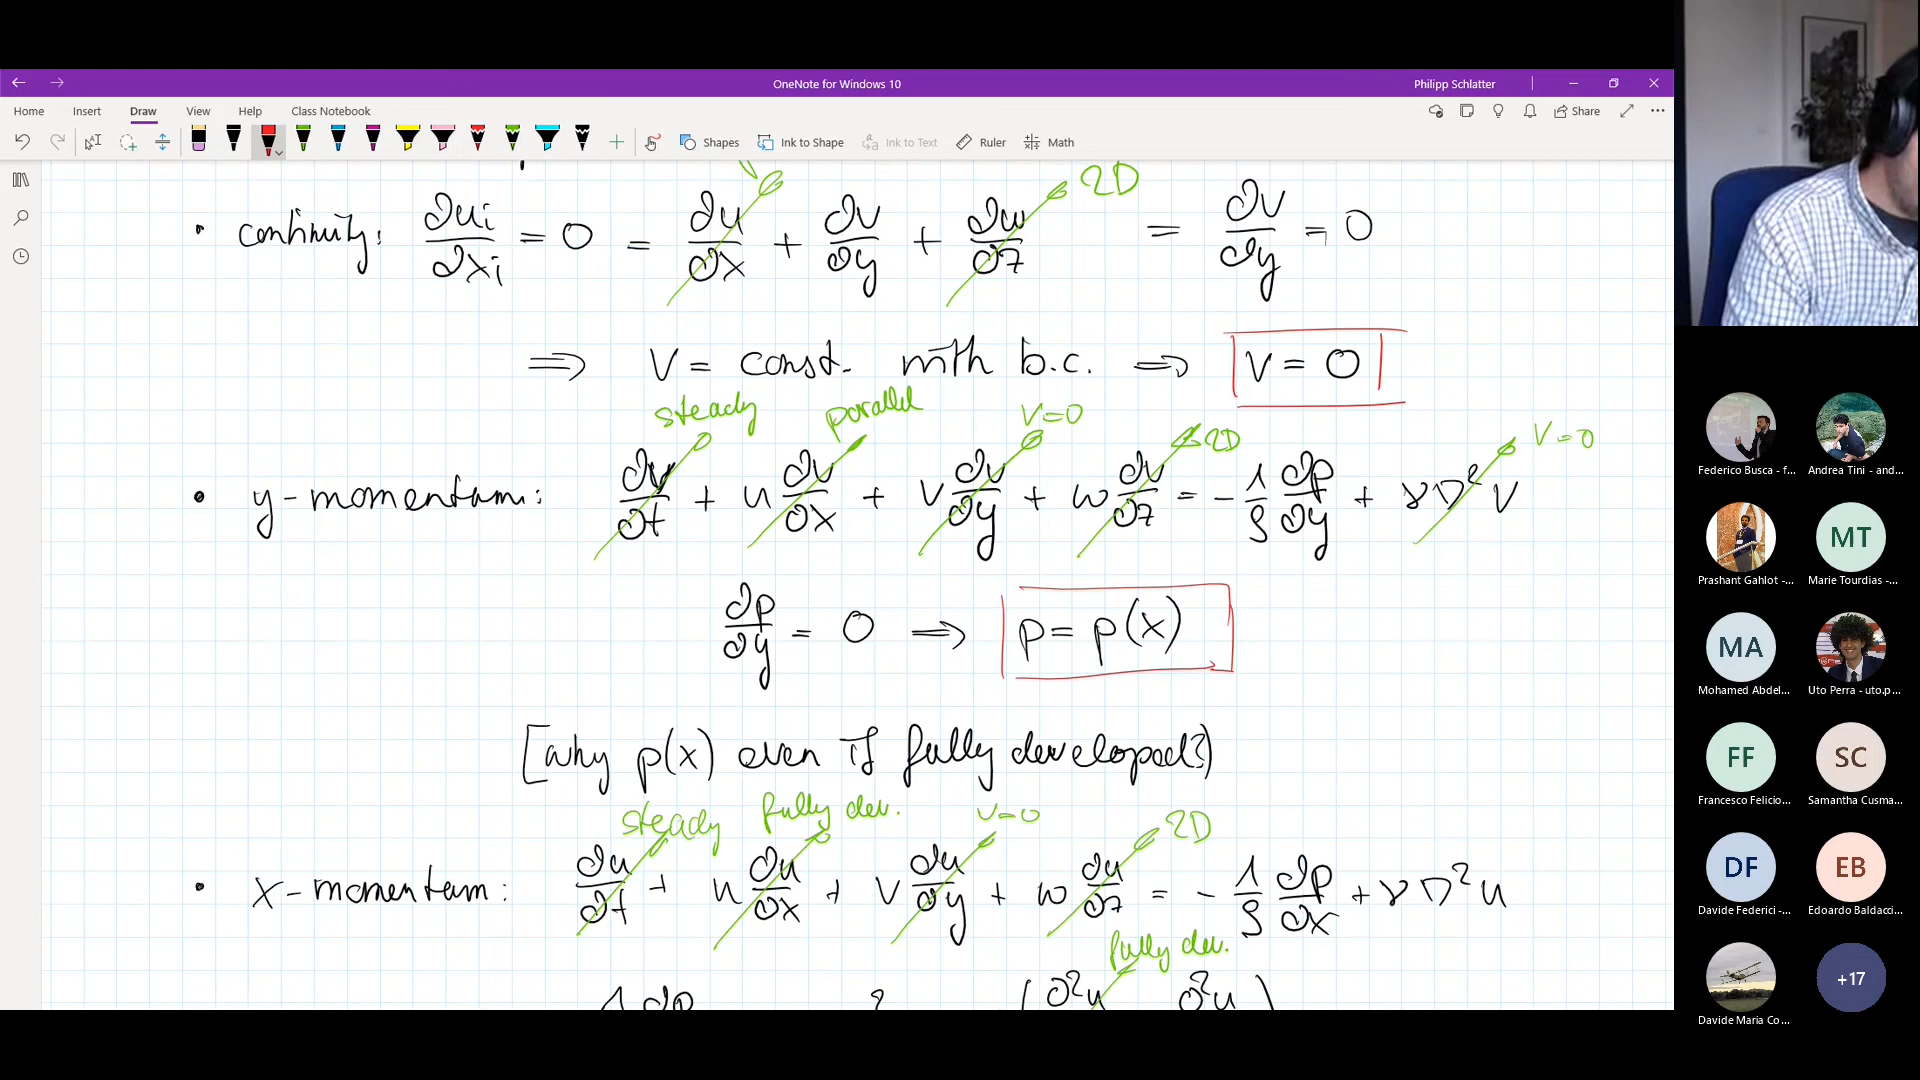 OneNote for Windows 10
Philipp Schlatter
Home Insert Draw View Help Class Notebook
Share
Shapes Ink to Shape Ink to Text Ruler Math
2D
• continuity: ∂ui/∂xi = 0 = ∂u/∂x + ∂v/∂y + ∂w/∂z = ∂v/∂y = 0
⟹ V = const. with b.c. ⟹ V = 0
steady parallel V=0 2D V=0
• y-momentum: ∂v/∂t + u ∂v/∂x + v ∂v/∂y + w ∂v/∂z = - 1/ρ ∂p/∂y + ν∇²v
∂p/∂y = 0 ⟹ p = p(x)
[why p(x) even if fully developed?]
steady fully dev. V=0 2D
• x-momentum: ∂u/∂t + u ∂u/∂x + v ∂u/∂y + w ∂u/∂z = - 1/ρ ∂p/∂x + ν∇²u
fully dev.
Federico Busca - f... Andrea Tini - and...
MT
Prashant Gahlot -... Marie Tourdias -...
MA
Mohamed Abdel... Uto Perra - uto.p...
FF SC
Francesco Felicio... Samantha Cusma...
DF EB
Davide Federici -... Edoardo Baldacci...
+17
Davide Maria Co...